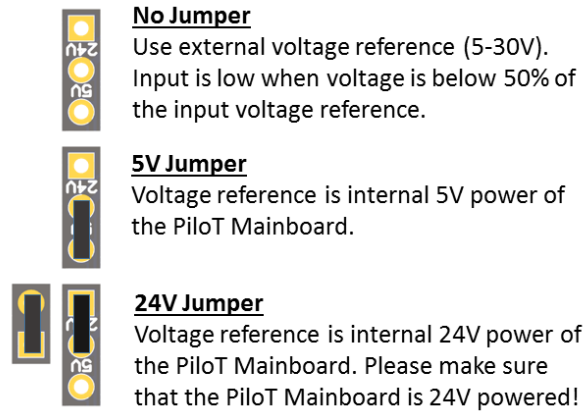 No Jumper
24V
Use external voltage reference (5-30V).
Input is low when voltage is below 50% of
5V
the input voltage reference.
5V Jumper
24V
Voltage reference is internal 5V power of
the PiloT Mainboard.
24V Jumper
Voltage reference is internal 24V power of
the PiloT Mainboard. Please make sure
5V
that the PiloT Mainboard is 24V powered!